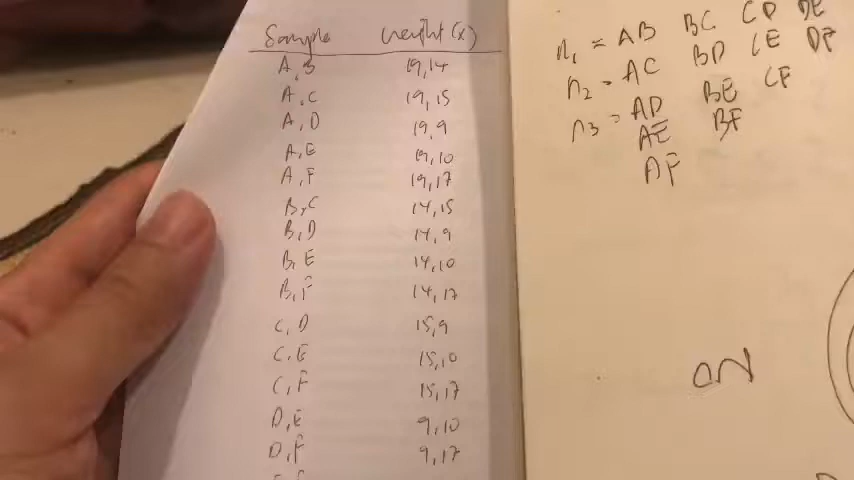 Sample weight (x)
A,B 19,14
A,C 19,15
A,D 19,9
A,E 19,10
A,F 19,17
B,C 14,15
B,D 14,9
B,E 14,10
B,F 14,17
C,D 15,9
C,E 15,10
C,F 15,17
D,E 9,10
D,F 9,17
n1 = AB BC CD DE
n2 = AC BD CE DF
n3 = AD BE CF
AE BF
AF
ON